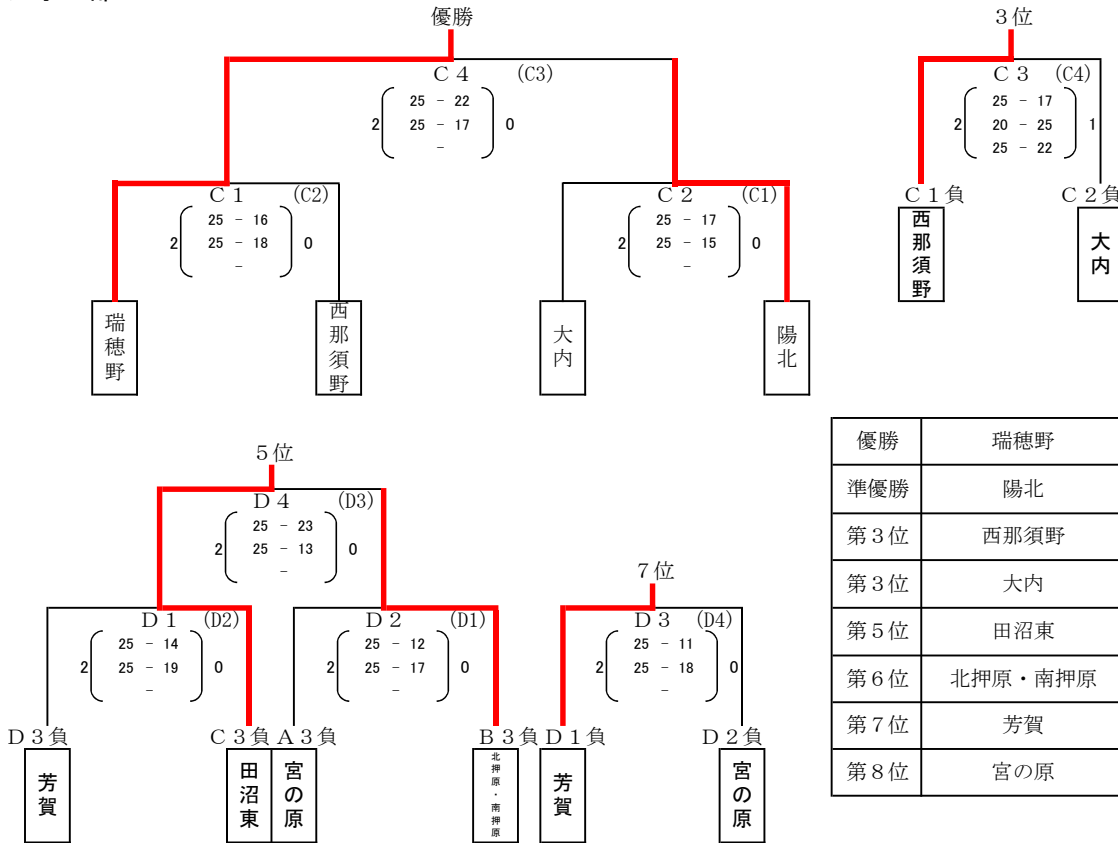 優勝
C4 (C3)
25 - 22
2 25 - 17 0
-
C1 (C2)
25 - 16
2 25 - 18 0
-
C2 (C1)
25 - 17
2 25 - 15 0
-
瑞穂野
西那須野
大内
陽北
3位
C3 (C4)
25 - 17
2 20 - 25 1
25 - 22
C1負 C2負
西那須野
大内
5位
D4 (D3)
25 - 23
2 25 - 13 0
-
D1 (D2)
25 - 14
2 25 - 19 0
-
D2 (D1)
25 - 12
2 25 - 17 0
-
D3負 C3負 A3負 B3負
芳賀
田沼東
宮の原
北押原・南押原
7位
D3 (D4)
25 - 11
2 25 - 18 0
-
D1負 D2負
芳賀
宮の原
優勝 瑞穂野
準優勝 陽北
第3位 西那須野
第3位 大内
第5位 田沼東
第6位 北押原・南押原
第7位 芳賀
第8位 宮の原